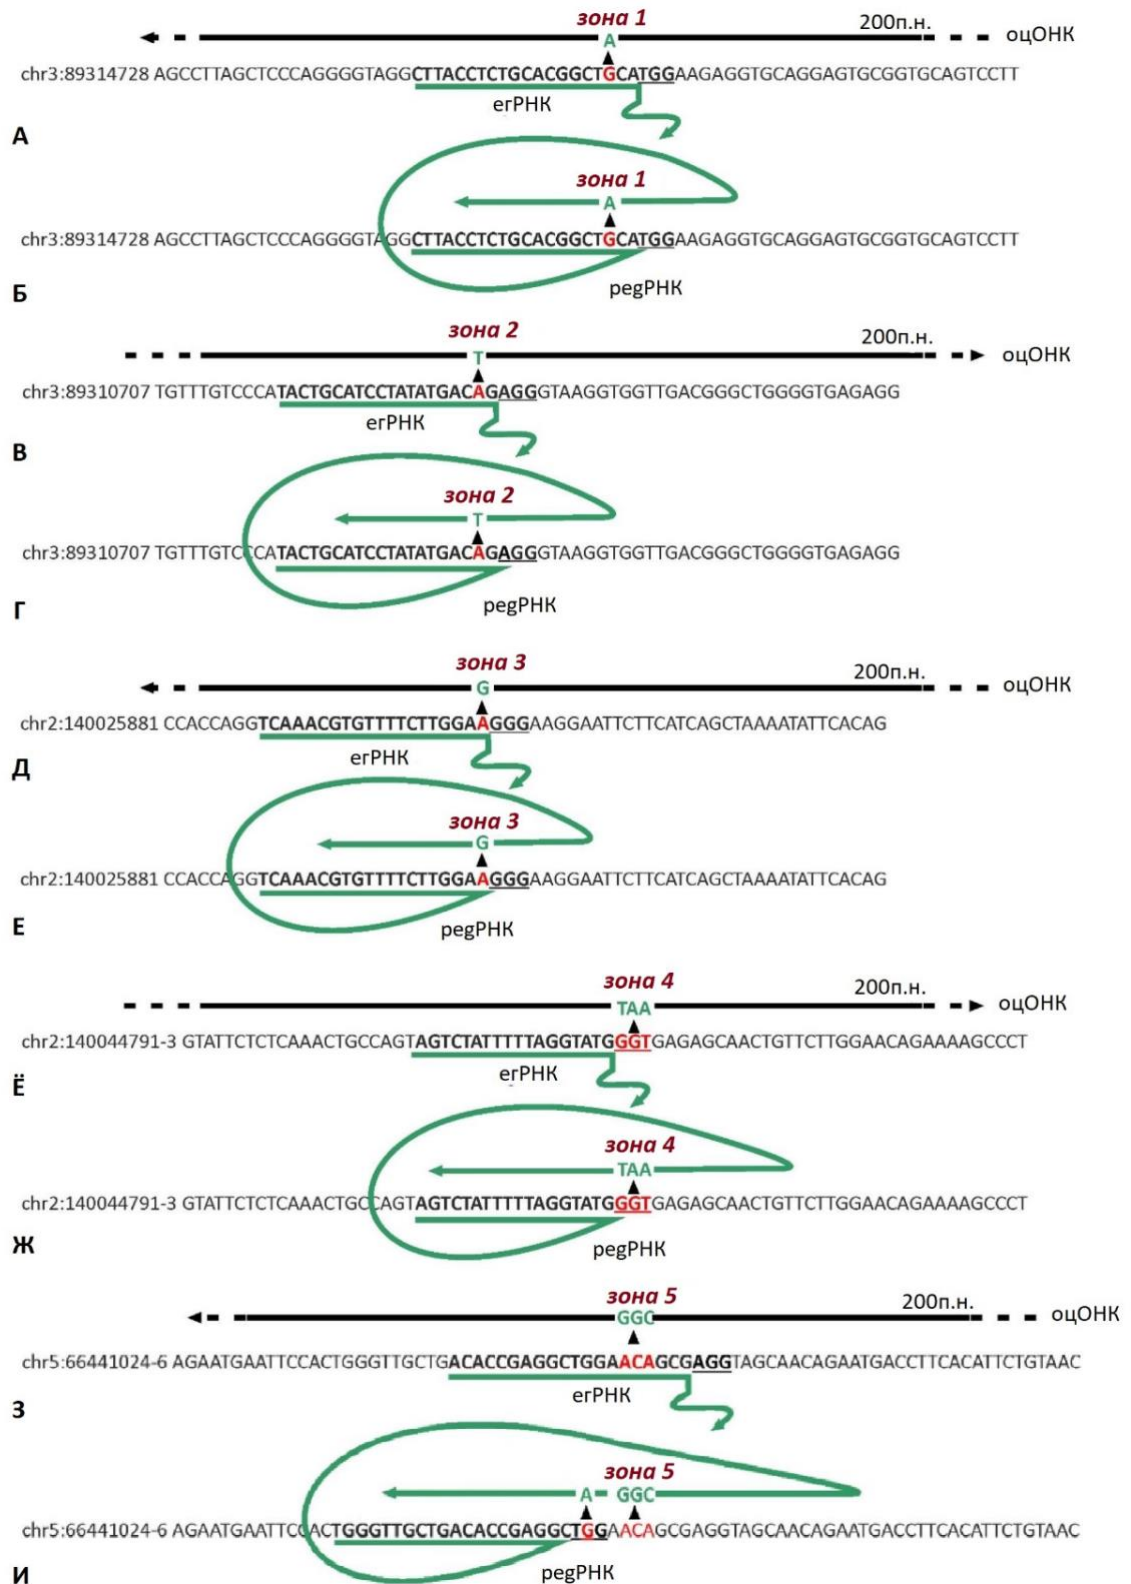 зона 1
200п.н.
A
оцОНК
chr3:89314728 AGCCTTAGCTCCCAGGGGTAGGCTTACCTCTGCACGGCTGCATGGAAGAGGTGCAGGAGTGCGGTGCAGTCCTT
егРНК
А
зона 1
A
chr3:89314728 AGCCTTAGCTCCCAGGGGTAGGCTTACCTCTGCACGGCTGCATGGAAGAGGTGCAGGAGTGCGGTGCAGTCCTT
pegРНК
Б
зона 2
200п.н.
T
оцОНК
chr3:89310707 TGTTTGTCCCATACTGCATCCTATATGACAGAGGGTAAGGTGGTTGACGGGCTGGGGTGAGAGG
егРНК
В
зона 2
T
chr3:89310707 TGTTTGTCCCATACTGCATCCTATATGACAGAGGGTAAGGTGGTTGACGGGCTGGGGTGAGAGG
pegРНК
Г
зона 3
200п.н.
G
оцОНК
chr2:140025881 CCACCAGGTCAAACGTGTTTTCTTGGAAGGGAAGGAATTCTTCATCAGCTAAAATATTCACAG
егРНК
Д
зона 3
G
chr2:140025881 CCACCAGGTCAAACGTGTTTTCTTGGAAGGGAAGGAATTCTTCATCAGCTAAAATATTCACAG
pegРНК
Е
зона 4
200п.н.
TAA
оцОНК
chr2:140044791-3 GTATTCTCTCAAACTGCCAGTAGTCTATTTTTAGGTATGGGTGAGAGCAACTGTTCTTGGAACAGAAAAGCCCT
егРНК
Ё
зона 4
TAA
chr2:140044791-3 GTATTCTCTCAAACTGCCAGTAGTCTATTTTTAGGTATGGGTGAGAGCAACTGTTCTTGGAACAGAAAAGCCCT
pegРНК
Ж
зона 5
200п.н.
GGC
оцОНК
chr5:66441024-6 AGAATGAATTCCACTGGGTTGCTGACACCGAGGCTGGAACAGCGAGGTAGCAACAGAATGACCTTCACATTCTGTAAC
егРНК
З
зона 5
A GGC
chr5:66441024-6 AGAATGAATTCCACTGGGTTGCTGACACCGAGGCTGGAACAGCGAGGTAGCAACAGAATGACCTTCACATTCTGTAAC
pegРНК
И